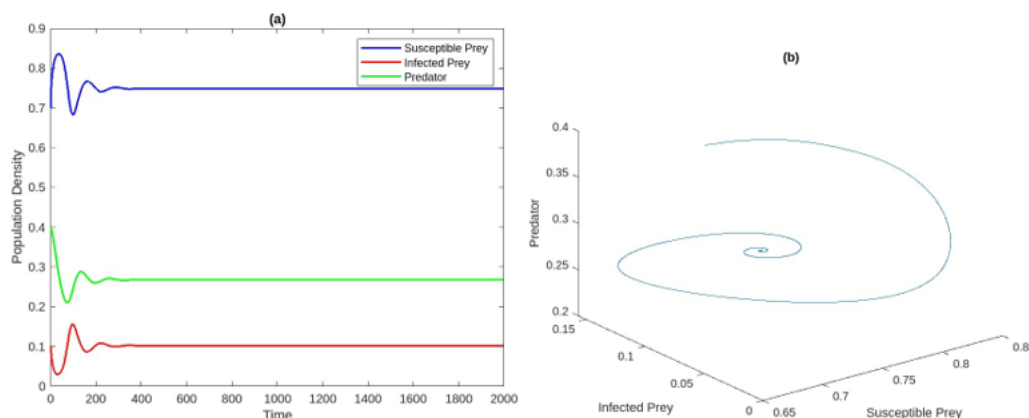 (a)
0.9
0.8
0.7
0.6
0.5
0.4
0.3
0.2
0.1
0
Population Density
Susceptible Prey
Infected Prey
Predator
0 200 400 600 800 1000 1200 1400 1600 1800 2000
Time
(b)
0.4
0.35
0.3
0.25
0.2
Predator
0.15
0.1
0.05
0
Infected Prey
0.65
0.7
0.75
0.8
0.8
Susceptible Prey